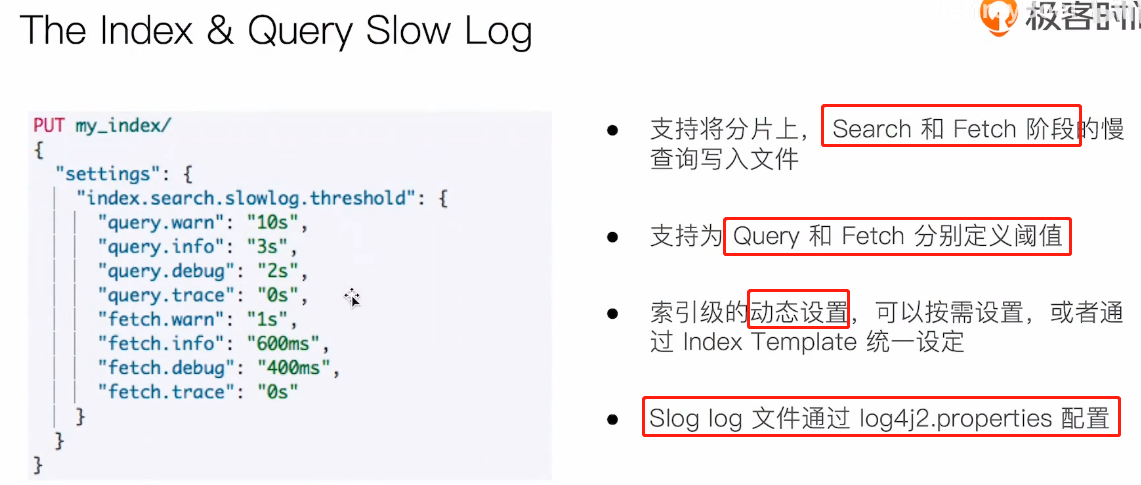 The Index & Query Slow Log
极客时间
PUT my_index/
{
"settings": {
"index.search.slowlog.threshold": {
"query.warn": "10s",
"query.info": "3s",
"query.debug": "2s",
"query.trace": "0s",
"fetch.warn": "1s",
"fetch.info": "600ms",
"fetch.debug": "400ms",
"fetch.trace": "0s"
}
}
}
● 支持将分片上，Search 和 Fetch 阶段的慢
查询写入文件
● 支持为 Query 和 Fetch 分别定义阈值
● 索引级的动态设置，可以按需设置，或者通
过 Index Template 统一设定
● Slog log 文件通过 log4j2.properties 配置